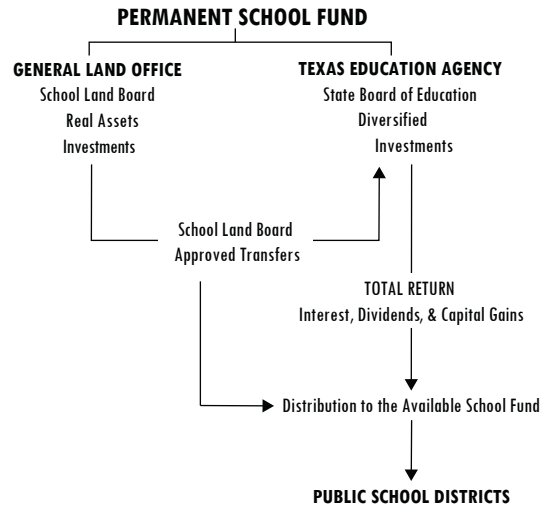 PERMANENT SCHOOL FUND
GENERAL LAND OFFICE
School Land Board
Real Assets
Investments
TEXAS EDUCATION AGENCY
State Board of Education
Diversified
Investments
School Land Board
Approved Transfers
TOTAL RETURN
Interest, Dividends, & Capital Gains
Distribution to the Available School Fund
PUBLIC SCHOOL DISTRICTS